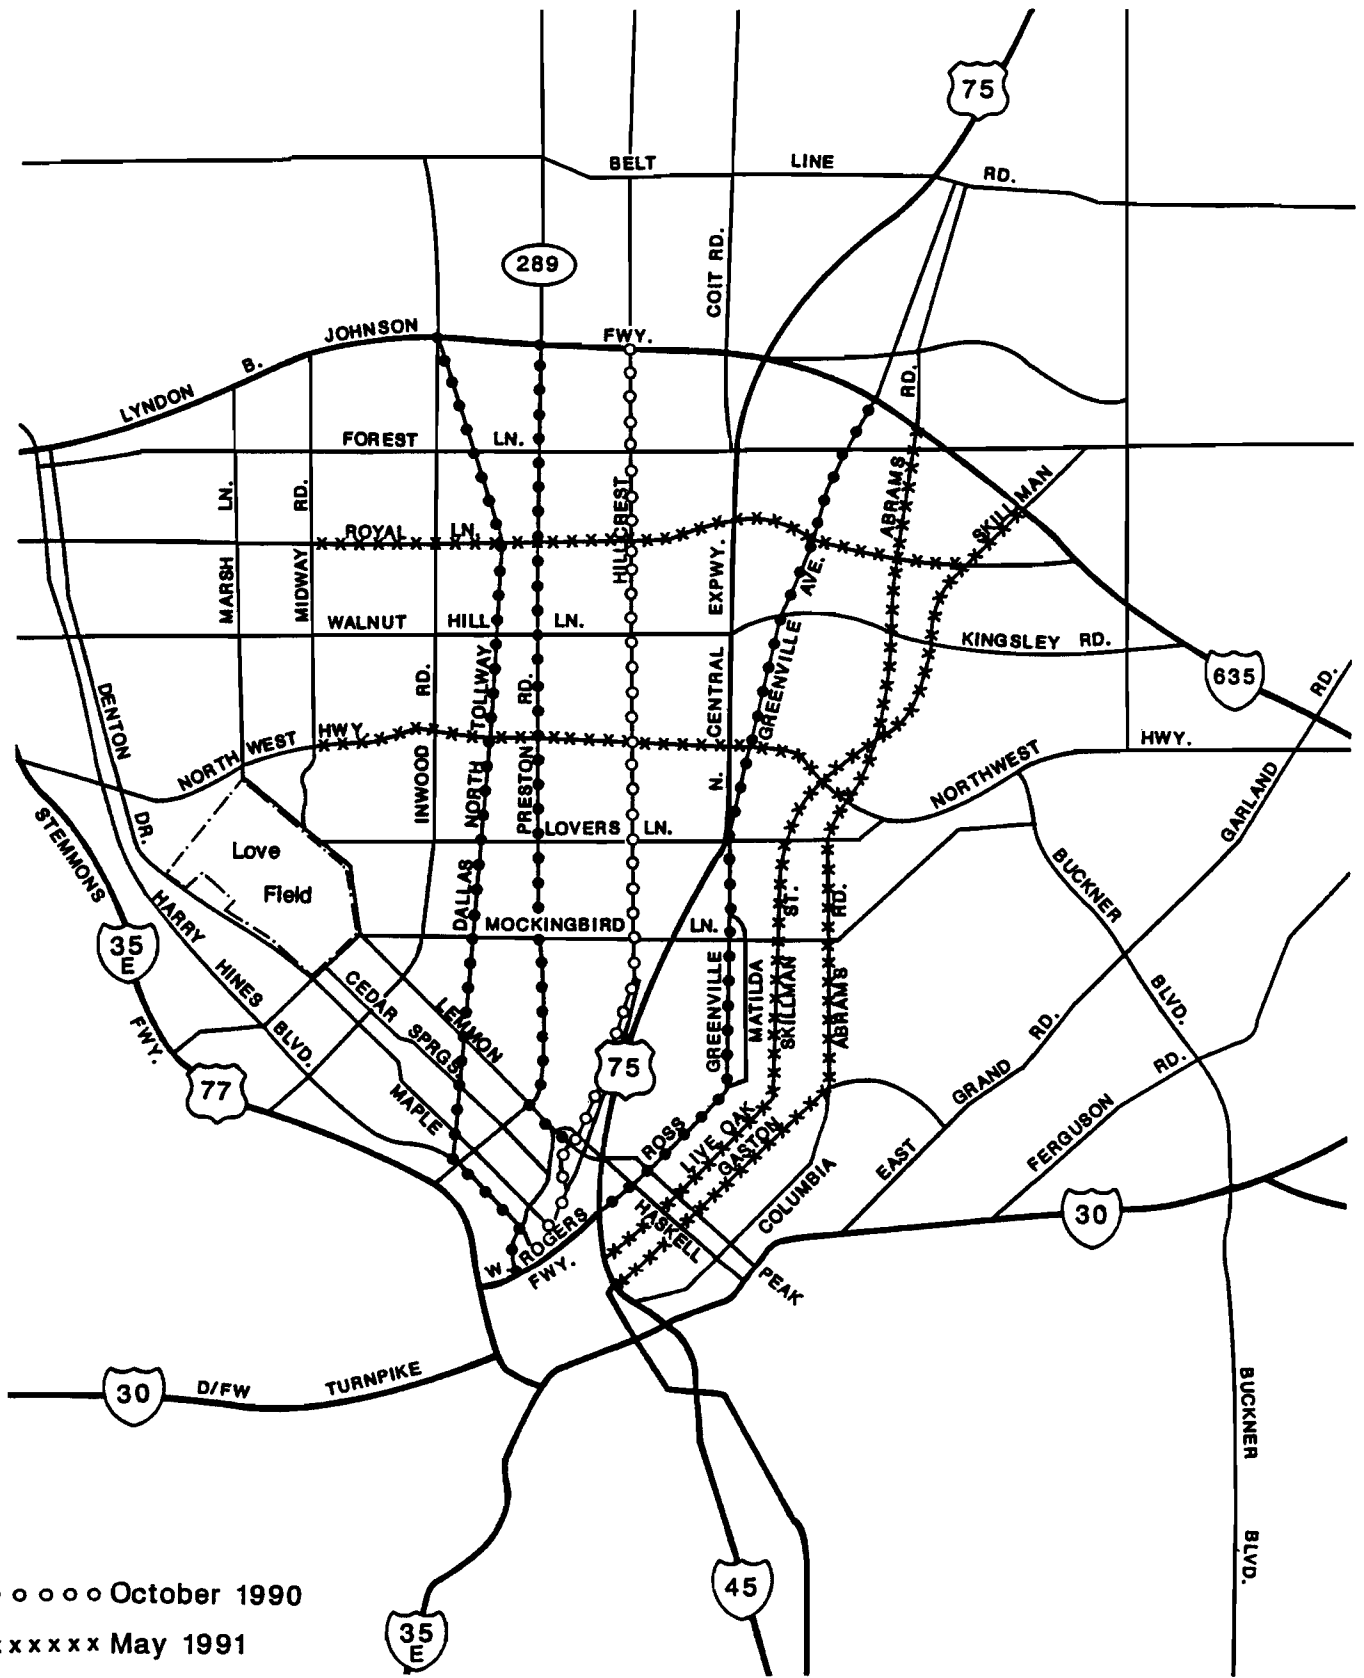 75
BELT LINE RD.
COIT RD.
289
JOHNSON FWY.
LYNDON B.
RD.
FOREST LN.
LN.
RD.
HILLCREST
ABRAMS
SKILLMAN
ROYAL LN.
MARSH
MIDWAY
EXPWY.
AVE.
WALNUT HILL LN.
KINGSLEY RD.
635
RD.
DENTON
RD.
TOLLWAY
RD.
CENTRAL
GREENVILLE
NORTHWEST HWY
HWY.
NORTHWEST
GARLAND
INWOOD
NORTH
PRESTON
N.
STEMMONS
DR.
LOVERS LN.
Love
Field
BUCKNER
DALLAS
ST.
RD.
HARRY
MOCKINGBIRD LN.
35
E
HINES
CEDAR
LEMMON
GREENVILLE
MATILDA
SKILLMAN
ABRAMS
BLVD.
FWY.
BLVD.
SPRGS.
RD.
GRAND
RD.
75
77
MAPLE
ROSS
LIVE OAK
GASTON
FERGUSON
EAST
COLUMBIA
30
W. ROGERS
HASKELL
FWY.
PEAK
30
D/FW TURNPIKE
BUCKNER
BLVD.
45
35
E
October 1990
May 1991